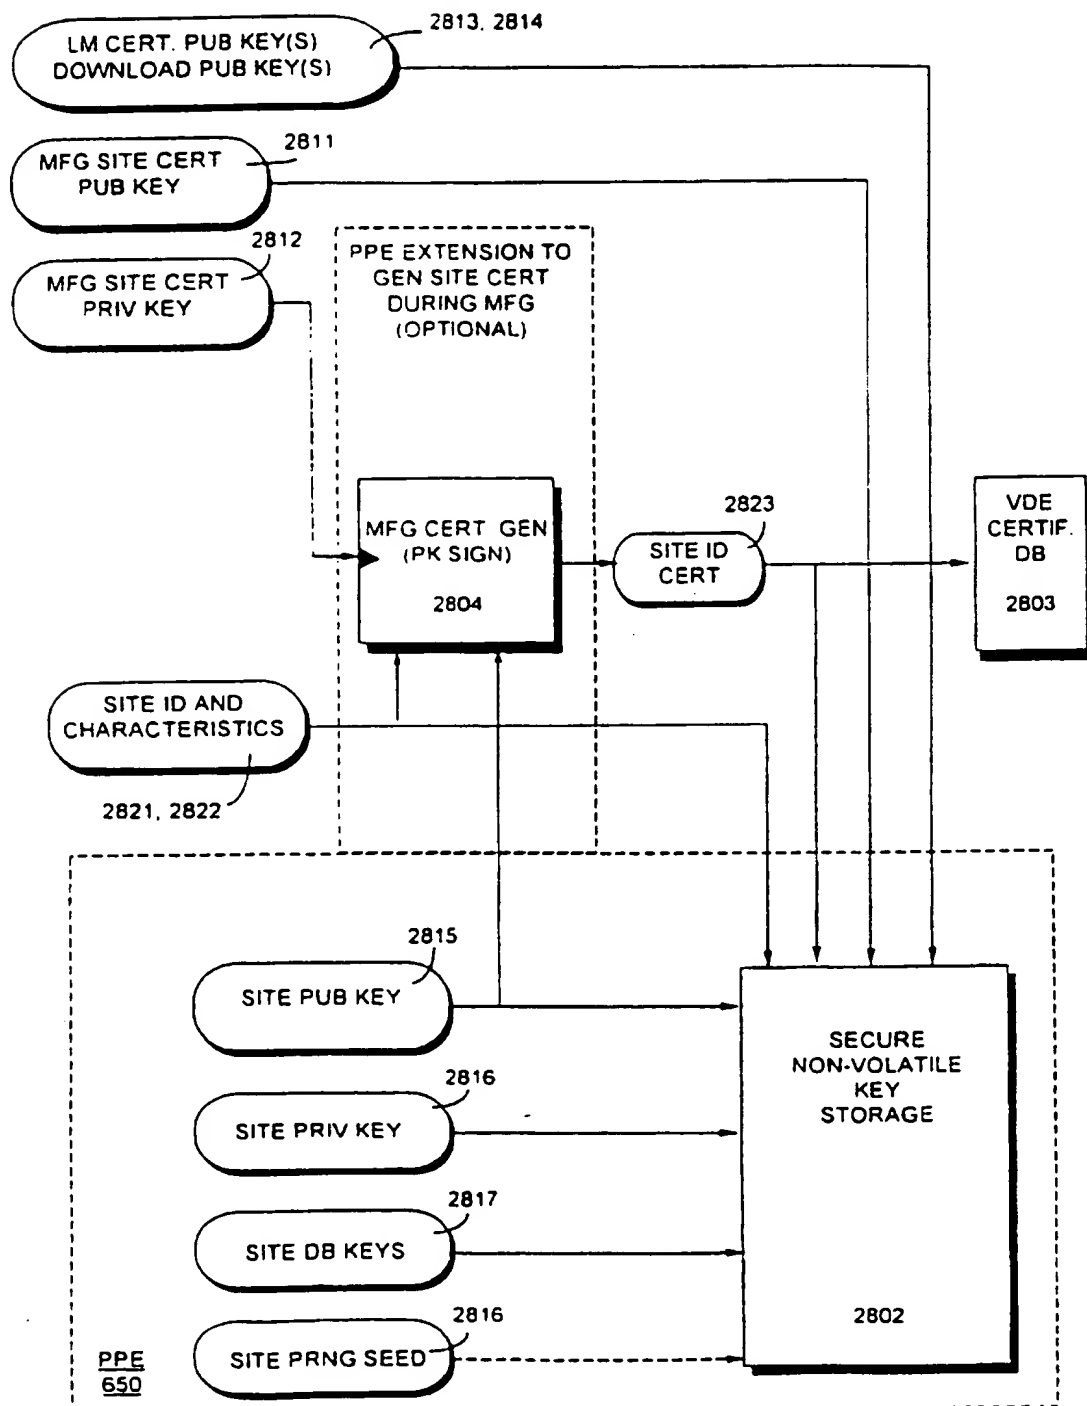 2813, 2814
LM CERT. PUB KEY(S)
DOWNLOAD PUB KEY(S)
2811
MFG SITE CERT
PUB KEY
2812
MFG SITE CERT
PRIV KEY
PPE EXTENSION TO
GEN SITE CERT
DURING MFG
(OPTIONAL)
MFG CERT GEN
(PK SIGN)
2804
2823
SITE ID
CERT
VDE
CERTIF.
DB
2803
SITE ID AND
CHARACTERISTICS
2821, 2822
2815
SITE PUB KEY
2816
SITE PRIV KEY
2817
SITE DB KEYS
2816
SITE PRNG SEED
SECURE
NON-VOLATILE
KEY
STORAGE
2802
PPE
650